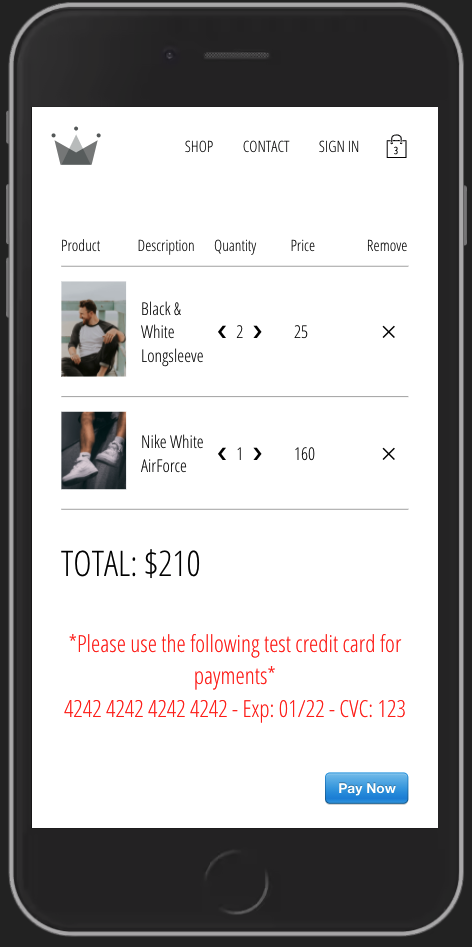 SHOP CONTACT SIGN IN 3
Product Description Quantity Price Remove
Black &
White
Longsleeve
❮ 2 ❯ 25 ✕
Nike White
AirForce
❮ 1 ❯ 160 ✕
TOTAL: $210
*Please use the following test credit card for
payments*
4242 4242 4242 4242 - Exp: 01/22 - CVC: 123
Pay Now